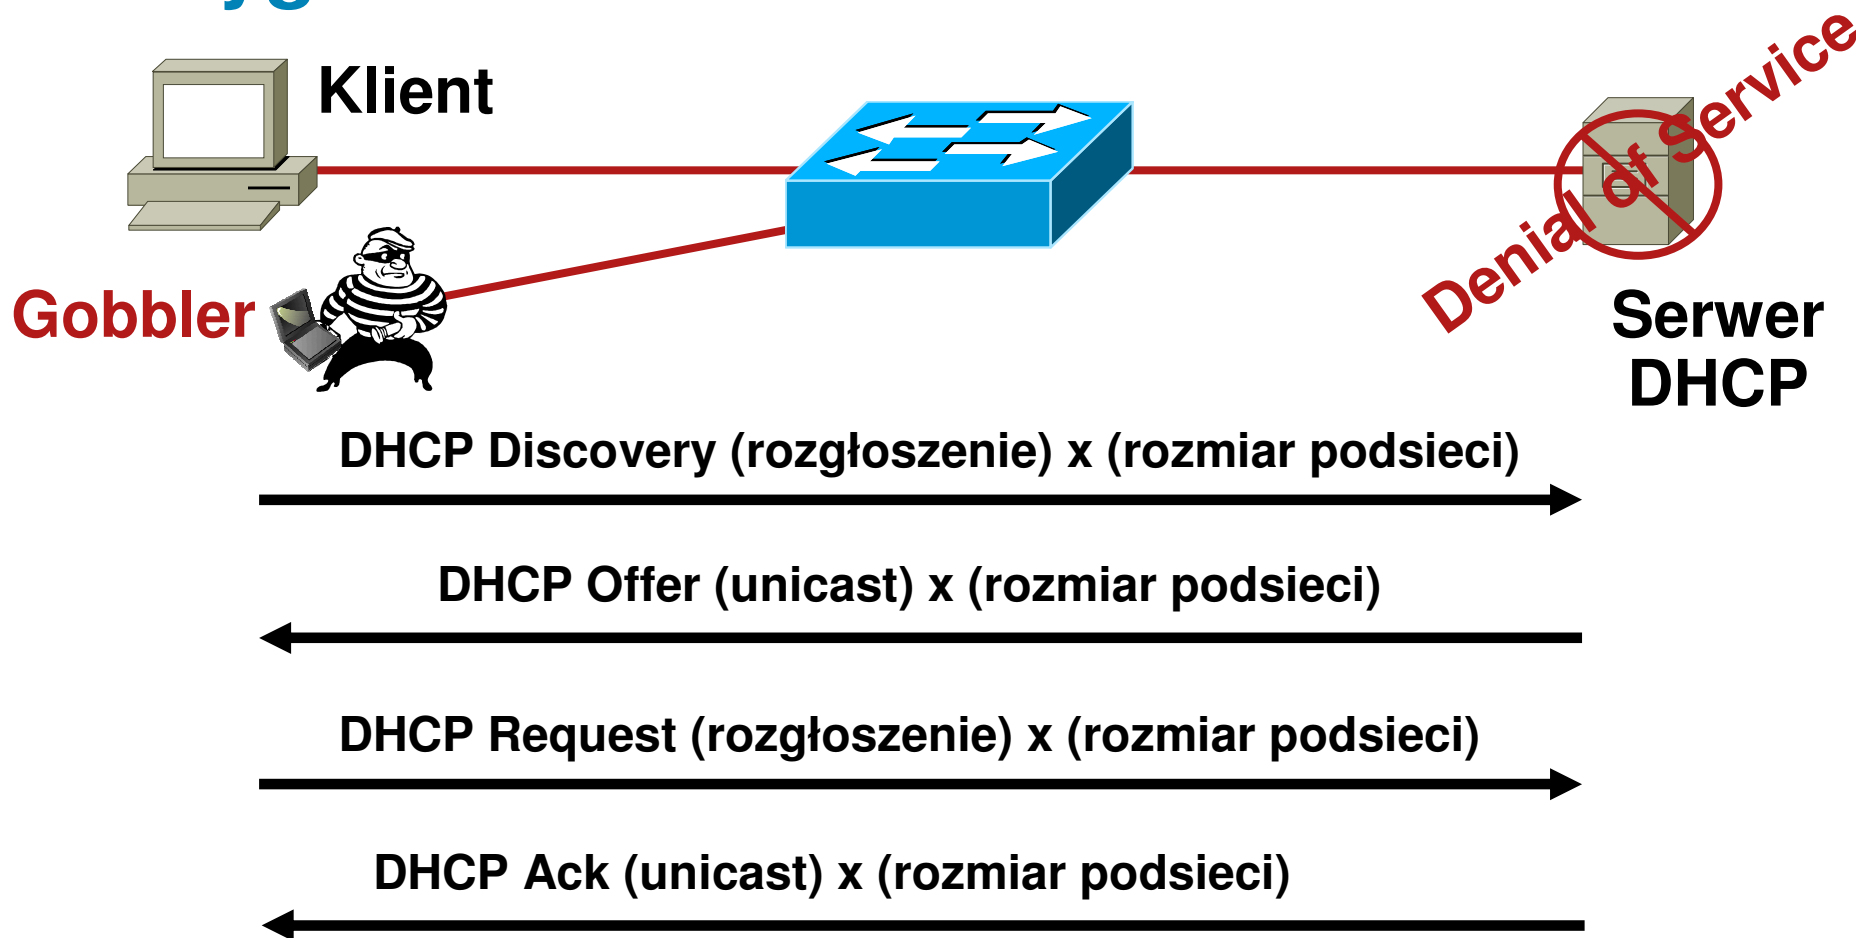 Klient
Denial of Service
Gobbler
Serwer
DHCP
DHCP Discovery (rozgłoszenie) x (rozmiar podsieci)
DHCP Offer (unicast) x (rozmiar podsieci)
DHCP Request (rozgłoszenie) x (rozmiar podsieci)
DHCP Ack (unicast) x (rozmiar podsieci)